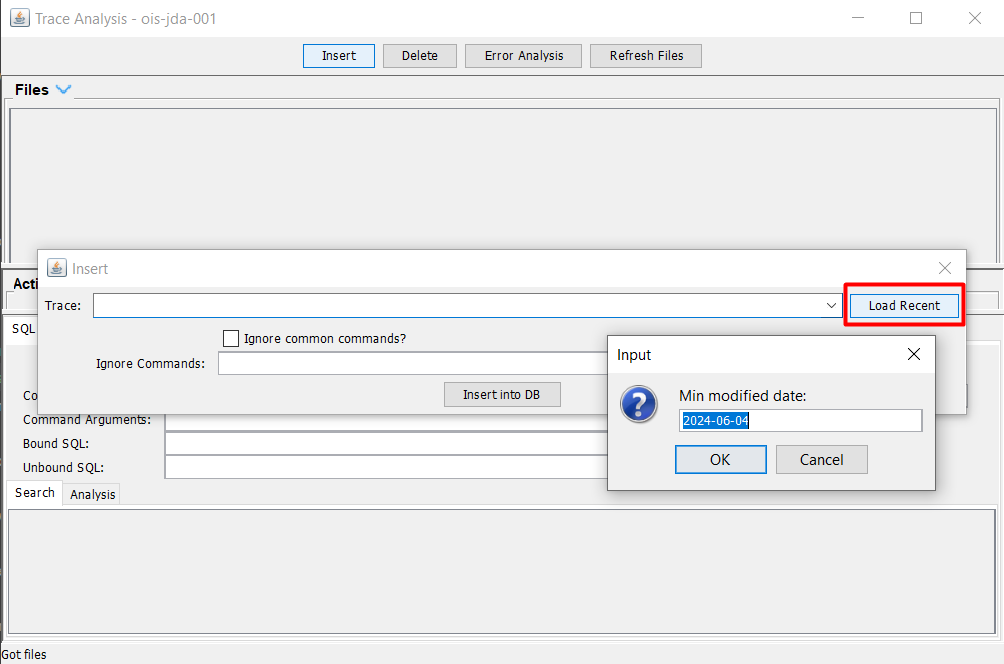 Trace Analysis - ois-jda-001
Insert Delete Error Analysis Refresh Files
Files
Insert
Acti
Trace: Load Recent
SQL
Ignore common commands?
Ignore Commands:
Insert into DB
Input
Min modified date:
2024-06-04
OK Cancel
Co
Command Arguments:
Bound SQL:
Unbound SQL:
Search Analysis
Got files